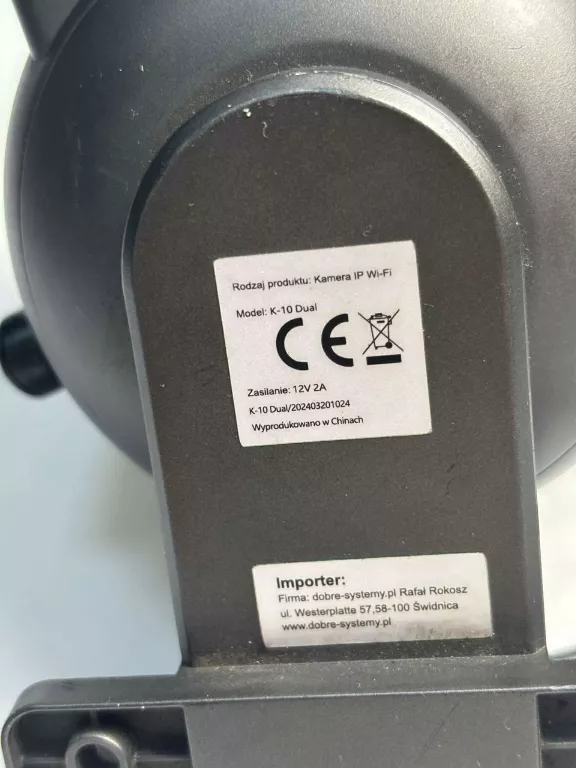 Rodzaj produktu: Kamera IP Wi-Fi
Model: K-10 Dual
CE
Zasilanie: 12V 2A
K-10 Dual/202403201024
Wyprodukowano w Chinach
Importer:
Firma: dobre-systemy.pl Rafał Rokosz
ul. Westerplatte 57,58-100 Świdnica
www.dobre-systemy.pl